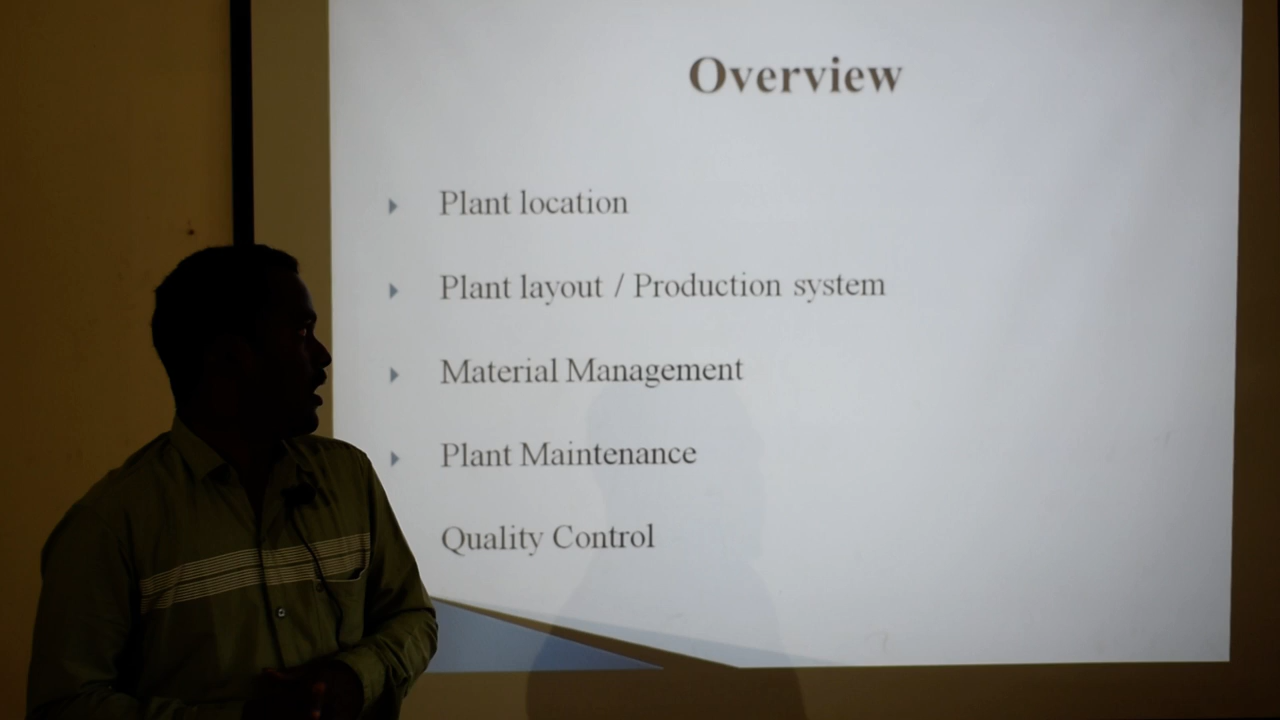 Overview
Plant location
Plant layout / Production system
Material Management
Plant Maintenance
Quality Control